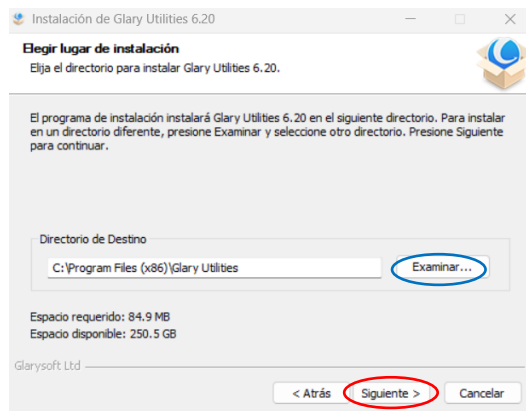 Instalación de Glary Utilities 6.20
Elegir lugar de instalación
Elija el directorio para instalar Glary Utilities 6.20.
El programa de instalación instalará Glary Utilities 6.20 en el siguiente directorio. Para instalar
en un directorio diferente, presione Examinar y seleccione otro directorio. Presione Siguiente
para continuar.
Directorio de Destino
C:\Program Files (x86)\Glary Utilities
Examinar...
Espacio requerido: 84.9 MB
Espacio disponible: 250.5 GB
Glarysoft Ltd
< Atrás
Siguiente >
Cancelar